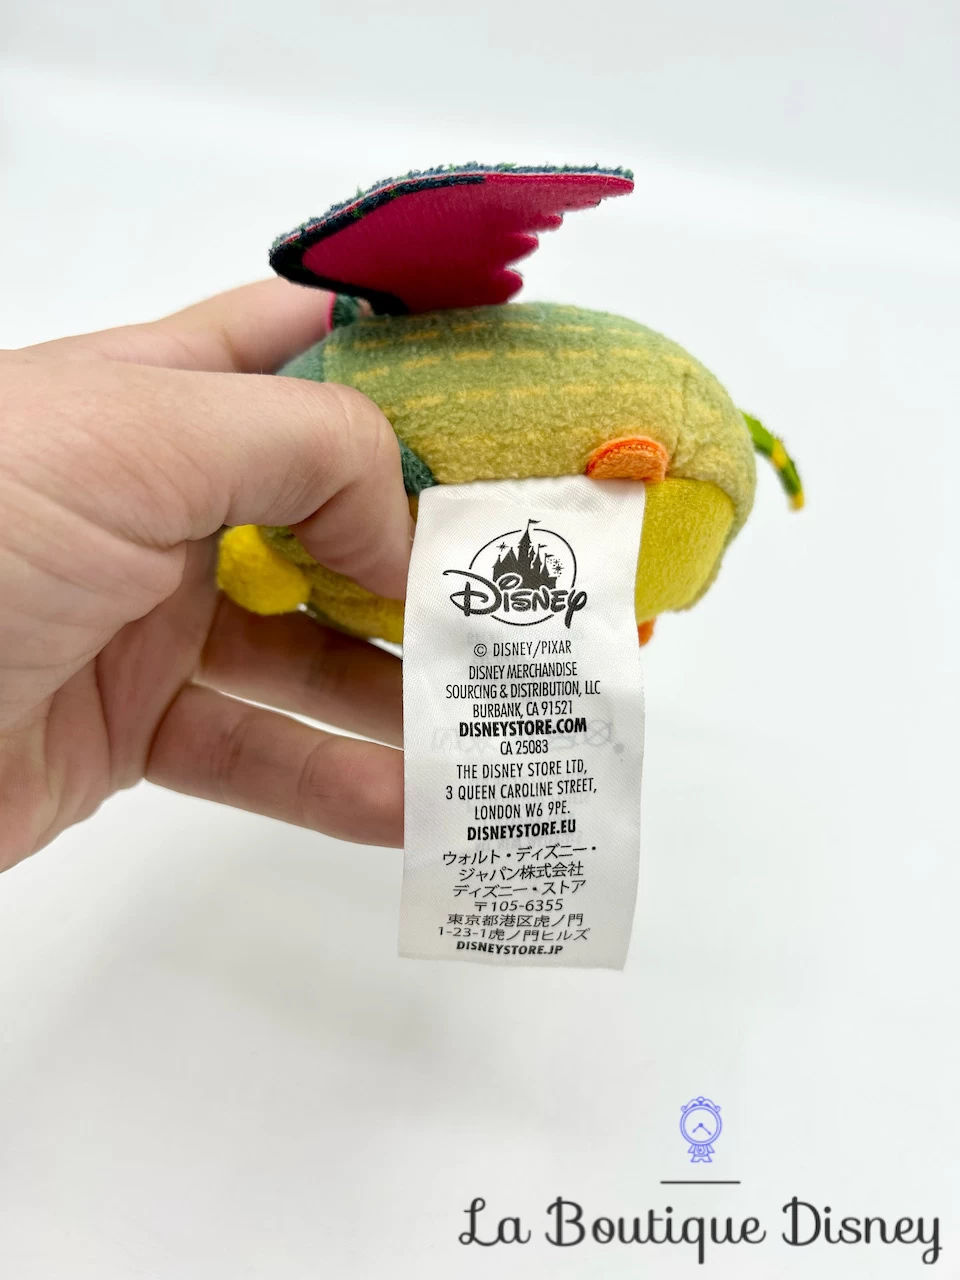 Disney
© DISNEY/PIXAR
DISNEY MERCHANDISE
SOURCING & DISTRIBUTION, LLC
BURBANK, CA 91521
DISNEYSTORE.COM
CA 25083
THE DISNEY STORE LTD,
3 QUEEN CAROLINE STREET,
LONDON W6 9PE.
DISNEYSTORE.EU
ウォルト・ディズニー・
ジャパン株式会社
ディズニー・ストア
〒105-6355
東京都港区虎ノ門
1-23-1虎ノ門ヒルズ
DISNEYSTORE.JP
La Boutique Disney